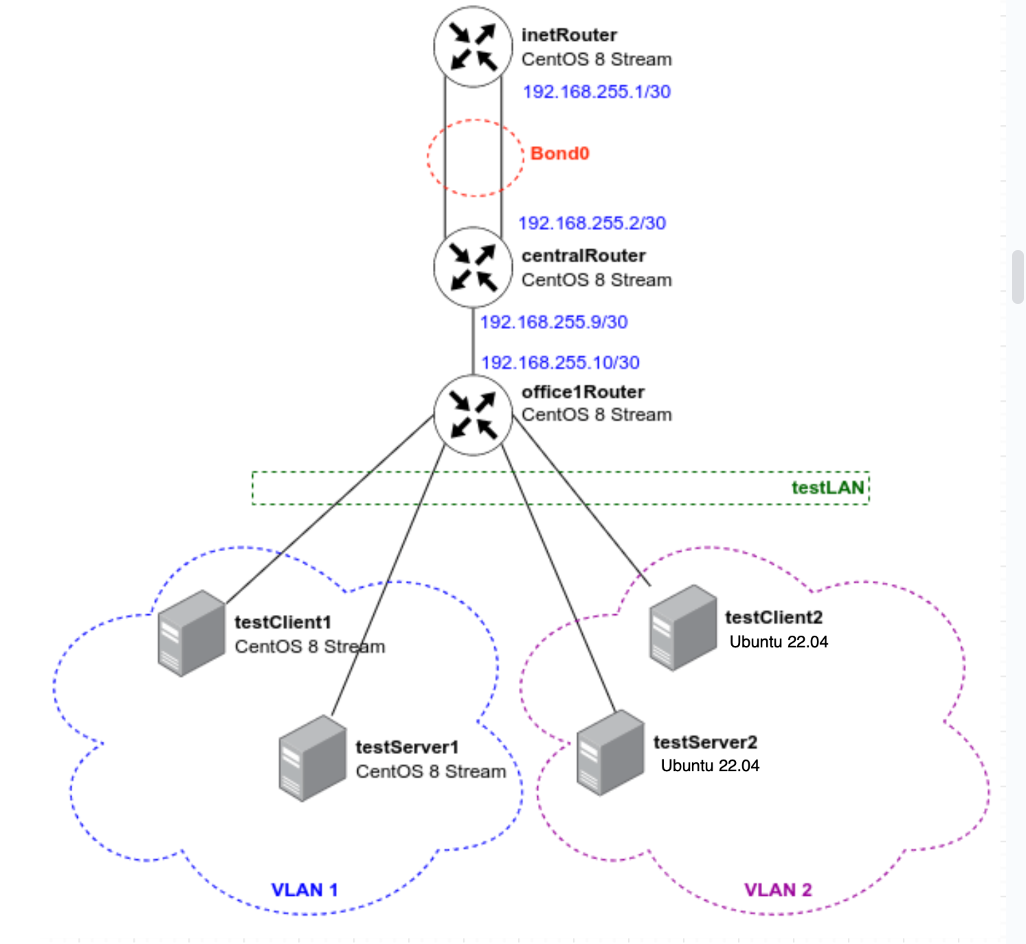 inetRouter
CentOS 8 Stream
192.168.255.1/30
Bond0
192.168.255.2/30
centralRouter
CentOS 8 Stream
192.168.255.9/30
192.168.255.10/30
office1Router
CentOS 8 Stream
testLAN
testClient1
CentOS 8 Stream
testClient2
Ubuntu 22.04
testServer1
CentOS 8 Stream
testServer2
Ubuntu 22.04
VLAN 1
VLAN 2